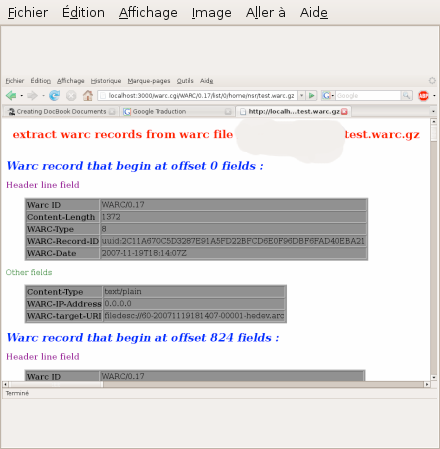 Fichier Édition Affichage Image Aller à Aide
Fichier Édition Affichage Historique Marque-pages Outils Aide
localhost:3000/warc.cgi/WARC/0.17/list/0/home/nsr/test.warc.gz Google
Creating DocBook Documents Google Traduction http://localh...test.warc.gz
extract warc records from warc file test.warc.gz
Warc record that begin at offset 0 fields :
Header line field
Warc ID WARC/0.17
Content-Length 1372
WARC-Type 8
WARC-Record-ID uuid:2C11A670C5D3287E91A5FD22BFCD6E0F96DBF6FAD40EBA21
WARC-Date 2007-11-19T18:14:07Z
Other fields
Content-Type text/plain
WARC-IP-Address 0.0.0.0
WARC-target-URI filedesc://60-20071119181407-00001-hedev.arc
Warc record that begin at offset 824 fields :
Header line field
Warc ID WARC/0.17
Terminé